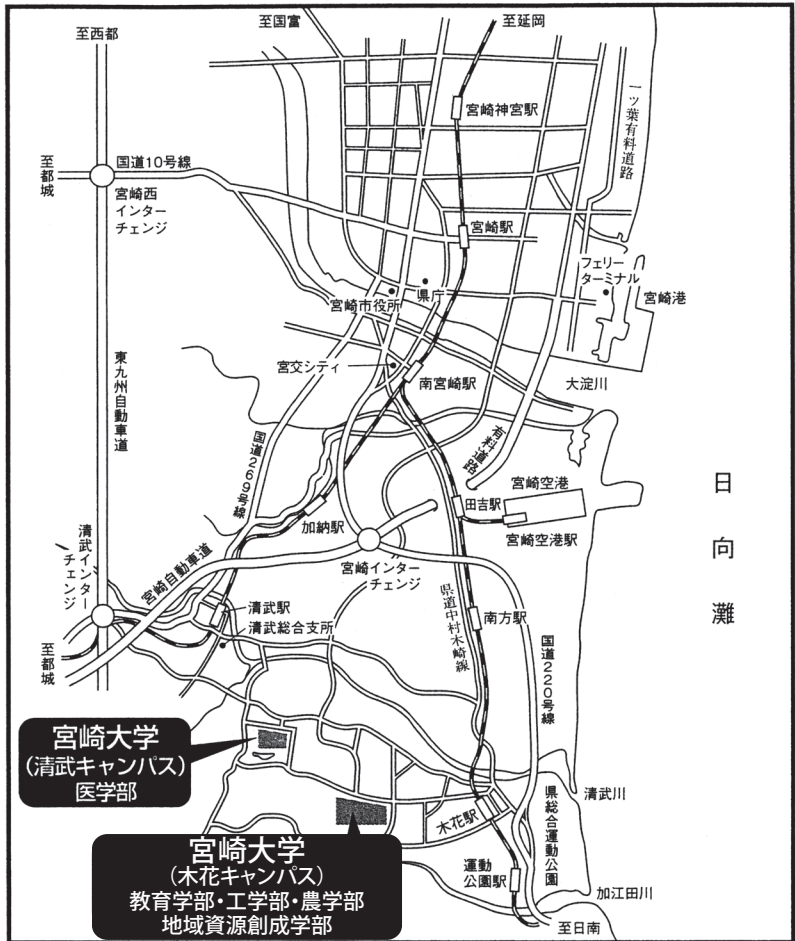 至西都
至国富
至延岡
宮崎神宮駅
一ッ葉有料道路
国道10号線
至都城
宮崎西
インター
チェンジ
宮崎駅
フェリー
ターミナル
宮崎港
県庁
宮崎市役所
宮交シティ
南宮崎駅
大淀川
東九州自動車道
国道269号線
有料道路
宮崎空港
田吉駅
宮崎空港駅
日向灘
加納駅
清武インター
チェンジ
宮崎自動車道
宮崎インター
チェンジ
県道中村木崎線
南方駅
清武駅
清武総合支所
国道220号線
至都城
宮崎大学
(清武キャンパス)
医学部
清武川
県総合運動公園
木花駅
宮崎大学
(木花キャンパス)
教育学部・工学部・農学部
地域資源創成学部
運動
公園駅
加江田川
至日南